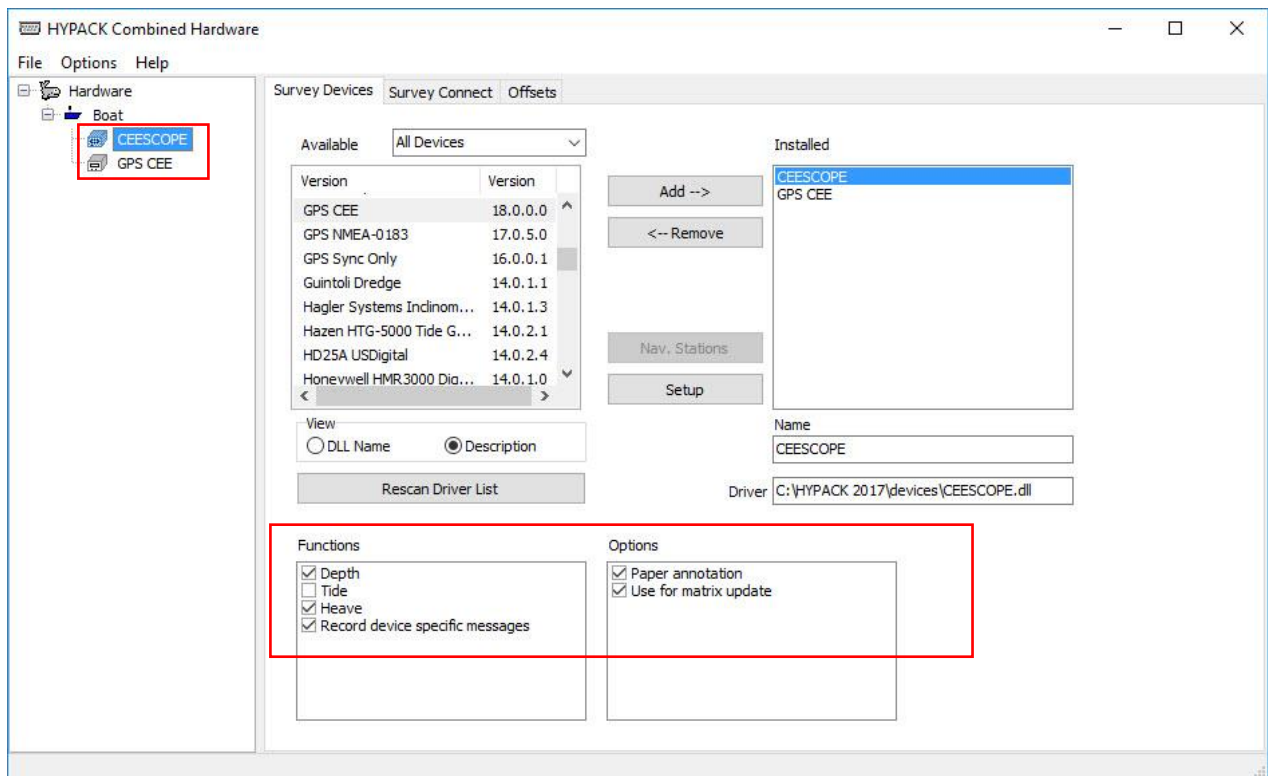 HYPACK Combined Hardware
File Options Help
Hardware
Boat
CEESCOPE
GPS CEE
Survey Devices Survey Connect Offsets
Available All Devices
Version Version
GPS CEE 18.0.0.0
GPS NMEA-0183 17.0.5.0
GPS Sync Only 16.0.0.1
Guintoli Dredge 14.0.1.1
Hagler Systems Inclinom... 14.0.1.3
Hazen HTG-5000 Tide G... 14.0.2.1
HD25A USDigital 14.0.2.4
Honeywell HMR3000 Dig... 14.0.1.0
View
DLL Name Description
Rescan Driver List
Add -->
<-- Remove
Nav. Stations
Setup
Installed
CEESCOPE
GPS CEE
Name
CEESCOPE
Driver C:\HYPACK 2017\devices\CEESCOPE.dll
Functions
Depth
Tide
Heave
Record device specific messages
Options
Paper annotation
Use for matrix update